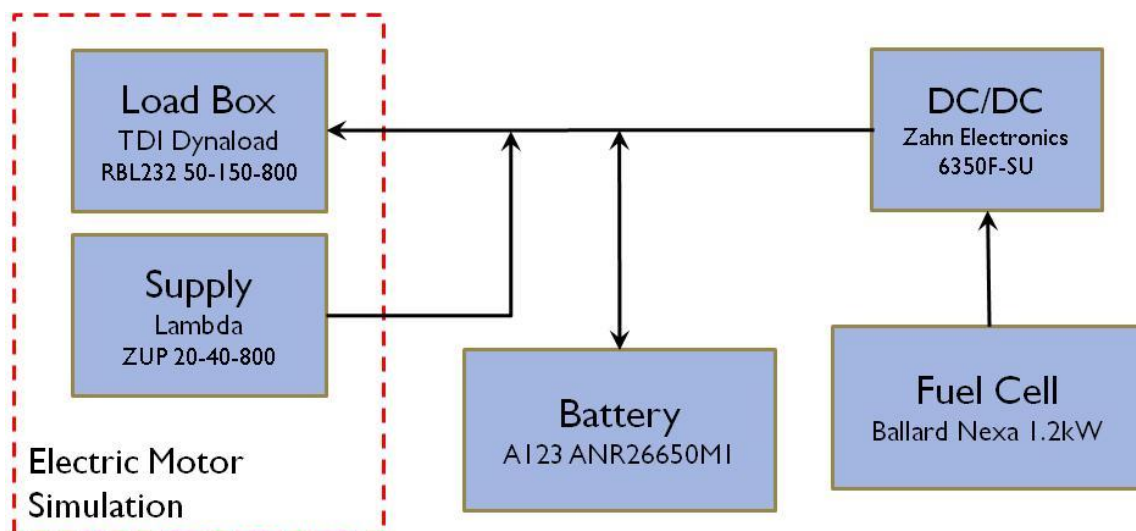 Load Box
TDI Dynaload
RBL232 50-150-800
Supply
Lambda
ZUP 20-40-800
Electric Motor
Simulation
Battery
A123 ANR26650M1
DC/DC
Zahn Electronics
6350F-SU
Fuel Cell
Ballard Nexa 1.2kW